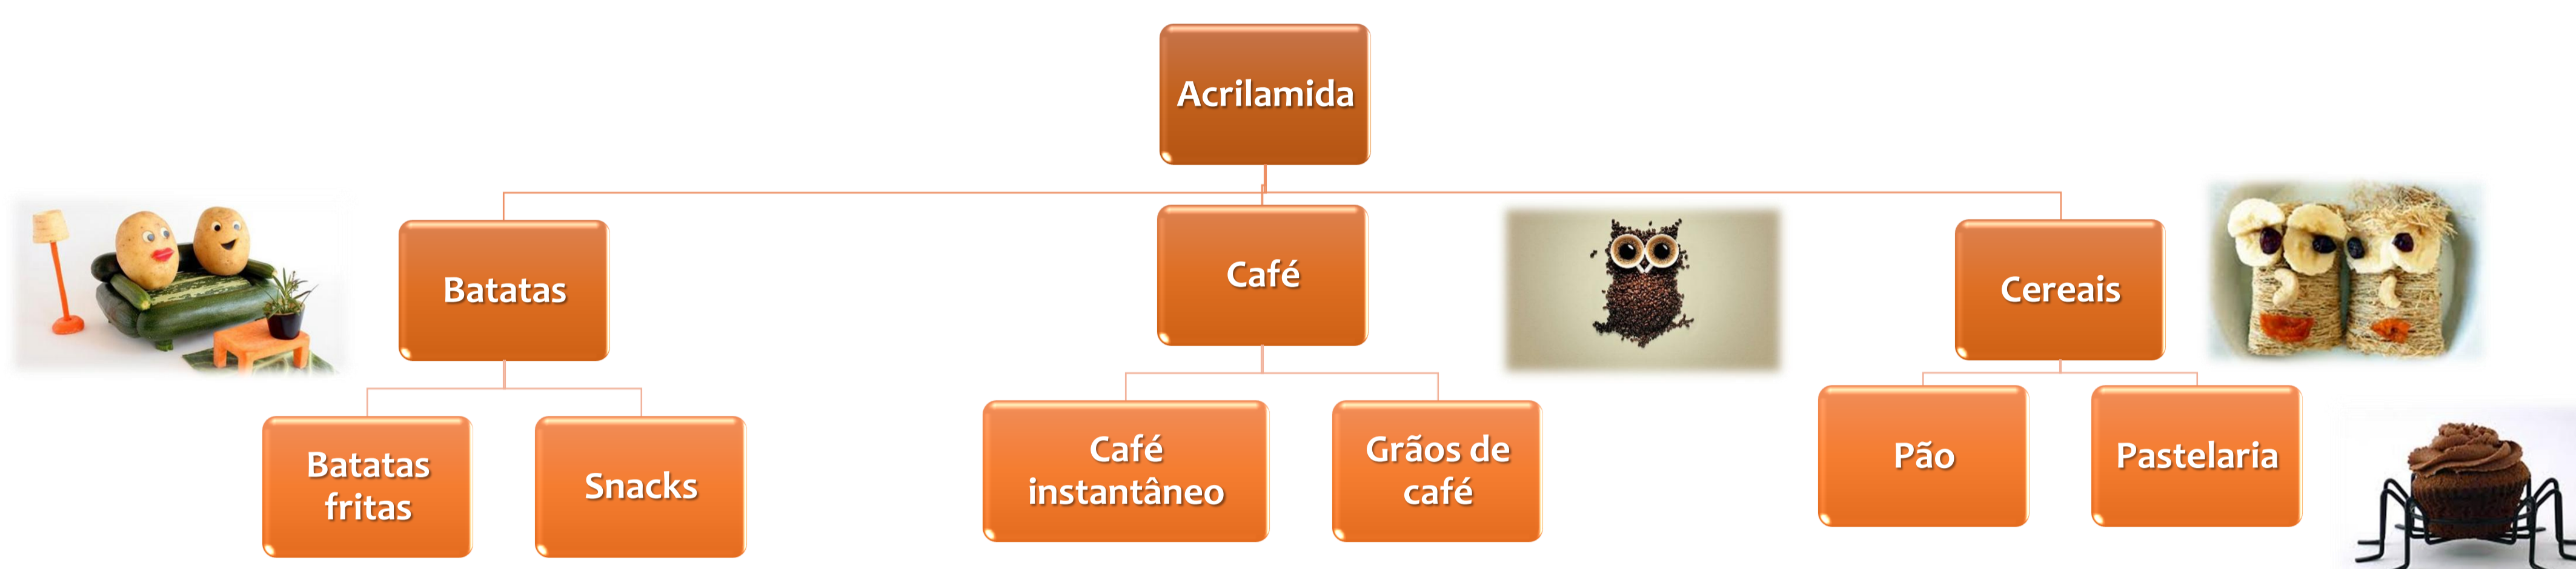 Acrilamida
Batatas
Café
Cereais
Batatas
fritas
Snacks
Café
instantâneo
Grãos de
café
Pão
Pastelaria